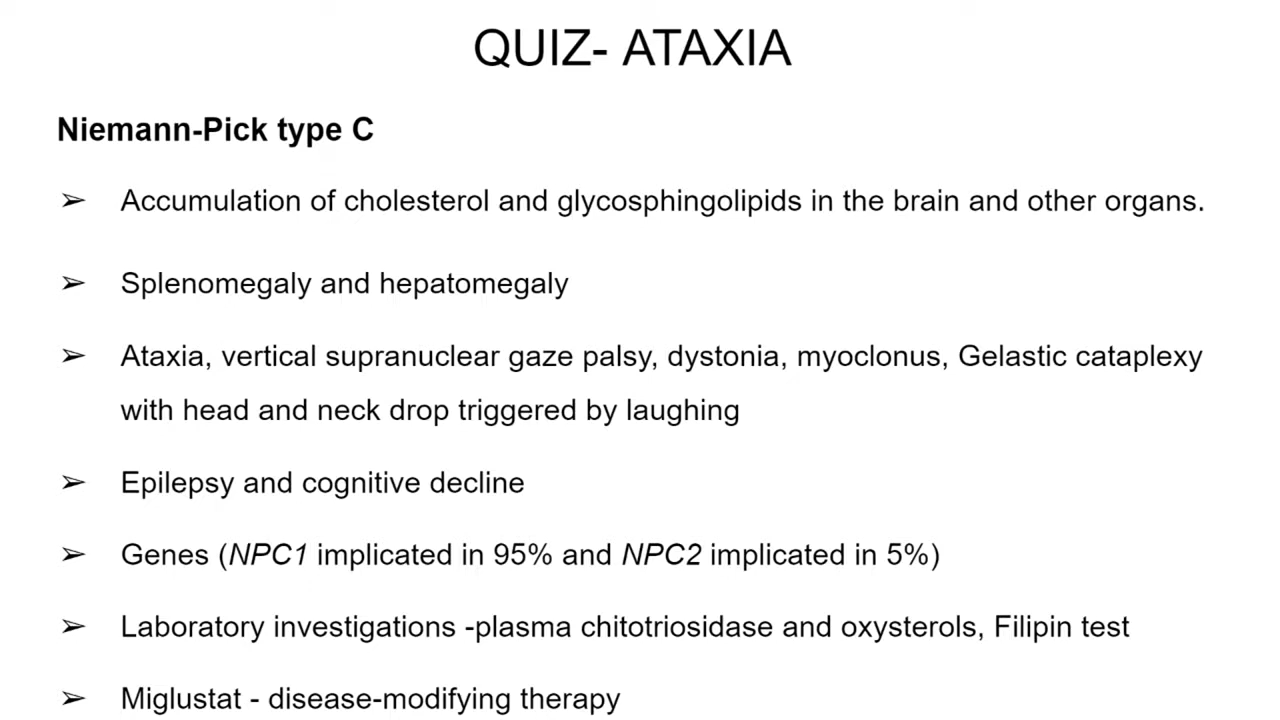 QUIZ- ATAXIA
Niemann-Pick type C
➢ Accumulation of cholesterol and glycosphingolipids in the brain and other organs.
➢ Splenomegaly and hepatomegaly
➢ Ataxia, vertical supranuclear gaze palsy, dystonia, myoclonus, Gelastic cataplexy
with head and neck drop triggered by laughing
➢ Epilepsy and cognitive decline
➢ Genes (NPC1 implicated in 95% and NPC2 implicated in 5%)
➢ Laboratory investigations -plasma chitotriosidase and oxysterols, Filipin test
➢ Miglustat - disease-modifying therapy